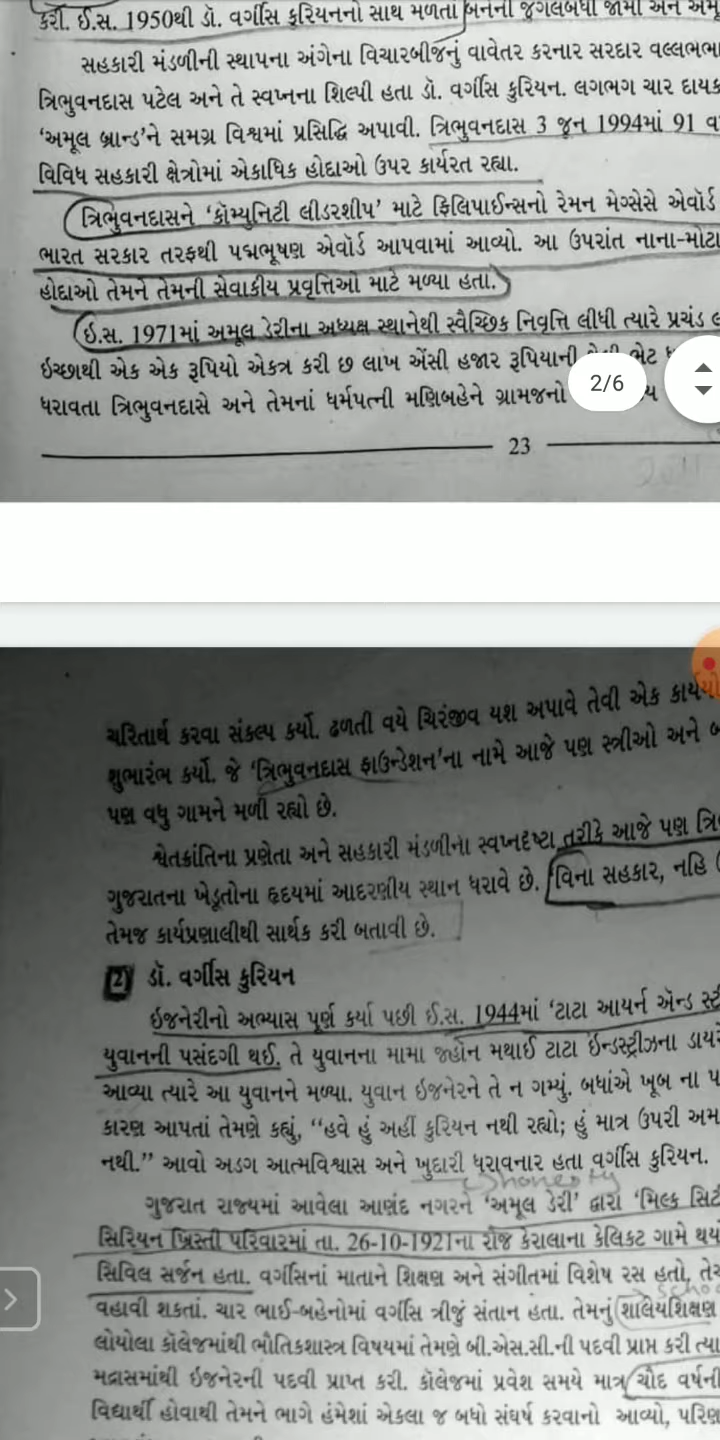 કરી. ઈ.સ. 1950થી ડૉ. વર્ગીસ કુરિયનનો સાથ મળતાં બંનેની જુગલબંધી જામી અને
સહકારી મંડળીની સ્થાપના અંગેના વિચારબીજનું વાવેતર કરનાર સરદાર
ત્રિભુવનદાસ પટેલ અને તે સ્વપ્નના શિલ્પી હતા ડૉ. વર્ગીસ કુરિયન. લગભગ ચાર
‘અમૂલ બ્રાન્ડ’ને સમગ્ર વિશ્વમાં પ્રસિદ્ધિ અપાવી. ત્રિભુવનદાસ 3 જૂન 1994માં 91
વિવિધ સહકારી ક્ષેત્રોમાં એકાધિક હોદાઓ ઉપર કાર્યરત રહ્યા.
ત્રિભુવનદાસને ‘કૉમ્યુનિટી લીડરશીપ’ માટે ફિલિપાઈન્સનો રેમન મેગ્સેસે એવૉર્ડ
ભારત સરકાર તરફથી પદ્મભૂષણ એવૉર્ડ આપવામાં આવ્યો. આ ઉપરાંત નાના-મોટા
હોદાઓ તેમને તેમની સેવાકીય પ્રવૃત્તિઓ માટે મળ્યા હતા.
ઈ.સ. 1971માં અમૂલ ડેરીના અધ્યક્ષ સ્થાનેથી સ્વૈચ્છિક નિવૃત્તિ લીધી ત્યારે પ્રચંડ
ઇચ્છાથી એક એક રૂપિયો એકત્ર કરી છ લાખ એંસી હજાર રૂપિયાની ભેટ
ધરાવતા ત્રિભુવનદાસે અને તેમનાં ધર્મપત્ની મણિબહેને ગ્રામજનો
2/6
23
ચરિતાર્થ કરવા સંકલ્પ કર્યો. ઢળતી વયે ચિરંજીવ યશ અપાવે તેવી એક
શુભારંભ કર્યો. જે ‘ત્રિભુવનદાસ ફાઉન્ડેશન’ના નામે આજે પણ સ્ત્રીઓ અને
પણ વધુ ગામને મળી રહ્યો છે.
શ્વેતક્રાંતિના પ્રણેતા અને સહકારી મંડળીના સ્વપ્નદૃષ્ટા તરીકે આજે પણ
ગુજરાતના ખેડૂતોના હૃદયમાં આદરણીય સ્થાન ધરાવે છે. ‘વિના સહકાર, નહિ
તેમજ કાર્યપ્રણાલીથી સાર્થક કરી બતાવી છે.
2 ડૉ. વર્ગીસ કુરિયન
ઇજનેરીનો અભ્યાસ પૂર્ણ કર્યા પછી ઈ.સ. 1944માં ‘ટાટા આયર્ન ઍન્ડ
યુવાનની પસંદગી થઈ. તે યુવાનના મામા જ્હોન મથાઈ ટાટા ઈન્ડસ્ટ્રીઝના
આવ્યા ત્યારે આ યુવાનને મળ્યા. યુવાન ઇજનેરને તે ન ગમ્યું. બધાંએ ખૂબ ના
કારણ આપતાં તેમણે કહ્યું, “હવે હું અહીં કુરિયન નથી રહ્યો; હું માત્ર ઉપરી
નથી.” આવો અડગ આત્મવિશ્વાસ અને ખુદ્દારી ધરાવનાર હતા વર્ગીસ કુરિયન.
ગુજરાત રાજ્યમાં આવેલા આણંદ નગરને ‘અમૂલ ડેરી’ દ્વારા ‘મિલ્ક
સિરિયન ખ્રિસ્તી પરિવારમાં તા. 26-10-1921ના રોજ કેરાલાના કેલિકટ ગામે
સિવિલ સર્જન હતા. વર્ગીસનાં માતાને શિક્ષણ અને સંગીતમાં વિશેષ રસ હતો,
વહાવી શકતાં. ચાર ભાઈ-બહેનોમાં વર્ગીસ ત્રીજું સંતાન હતા. તેમનું શાલેયશિક્ષણ
લોયોલા કૉલેજમાંથી ભૌતિકશાસ્ત્ર વિષયમાં તેમણે બી.એસ.સી.ની પદવી પ્રાપ્ત કરી
મદ્રાસમાંથી ઇજનેરની પદવી પ્રાપ્ત કરી. કૉલેજમાં પ્રવેશ સમયે માત્ર ચૌદ વર્ષની
વિદ્યાર્થી હોવાથી તેમને ભાગે હંમેશાં એકલા જ બધો સંઘર્ષ કરવાનો આવ્યો,